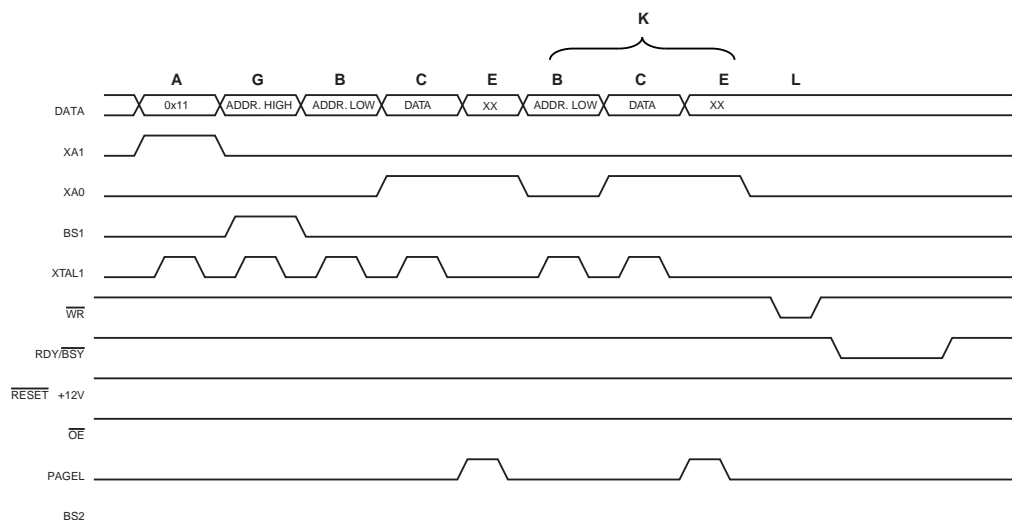 K
A G B C E B C E L
DATA 0x11 ADDR. HIGH ADDR. LOW DATA XX ADDR. LOW DATA XX
XA1
XA0
BS1
XTAL1
WR
RDY/BSY
RESET +12V
OE
PAGEL
BS2